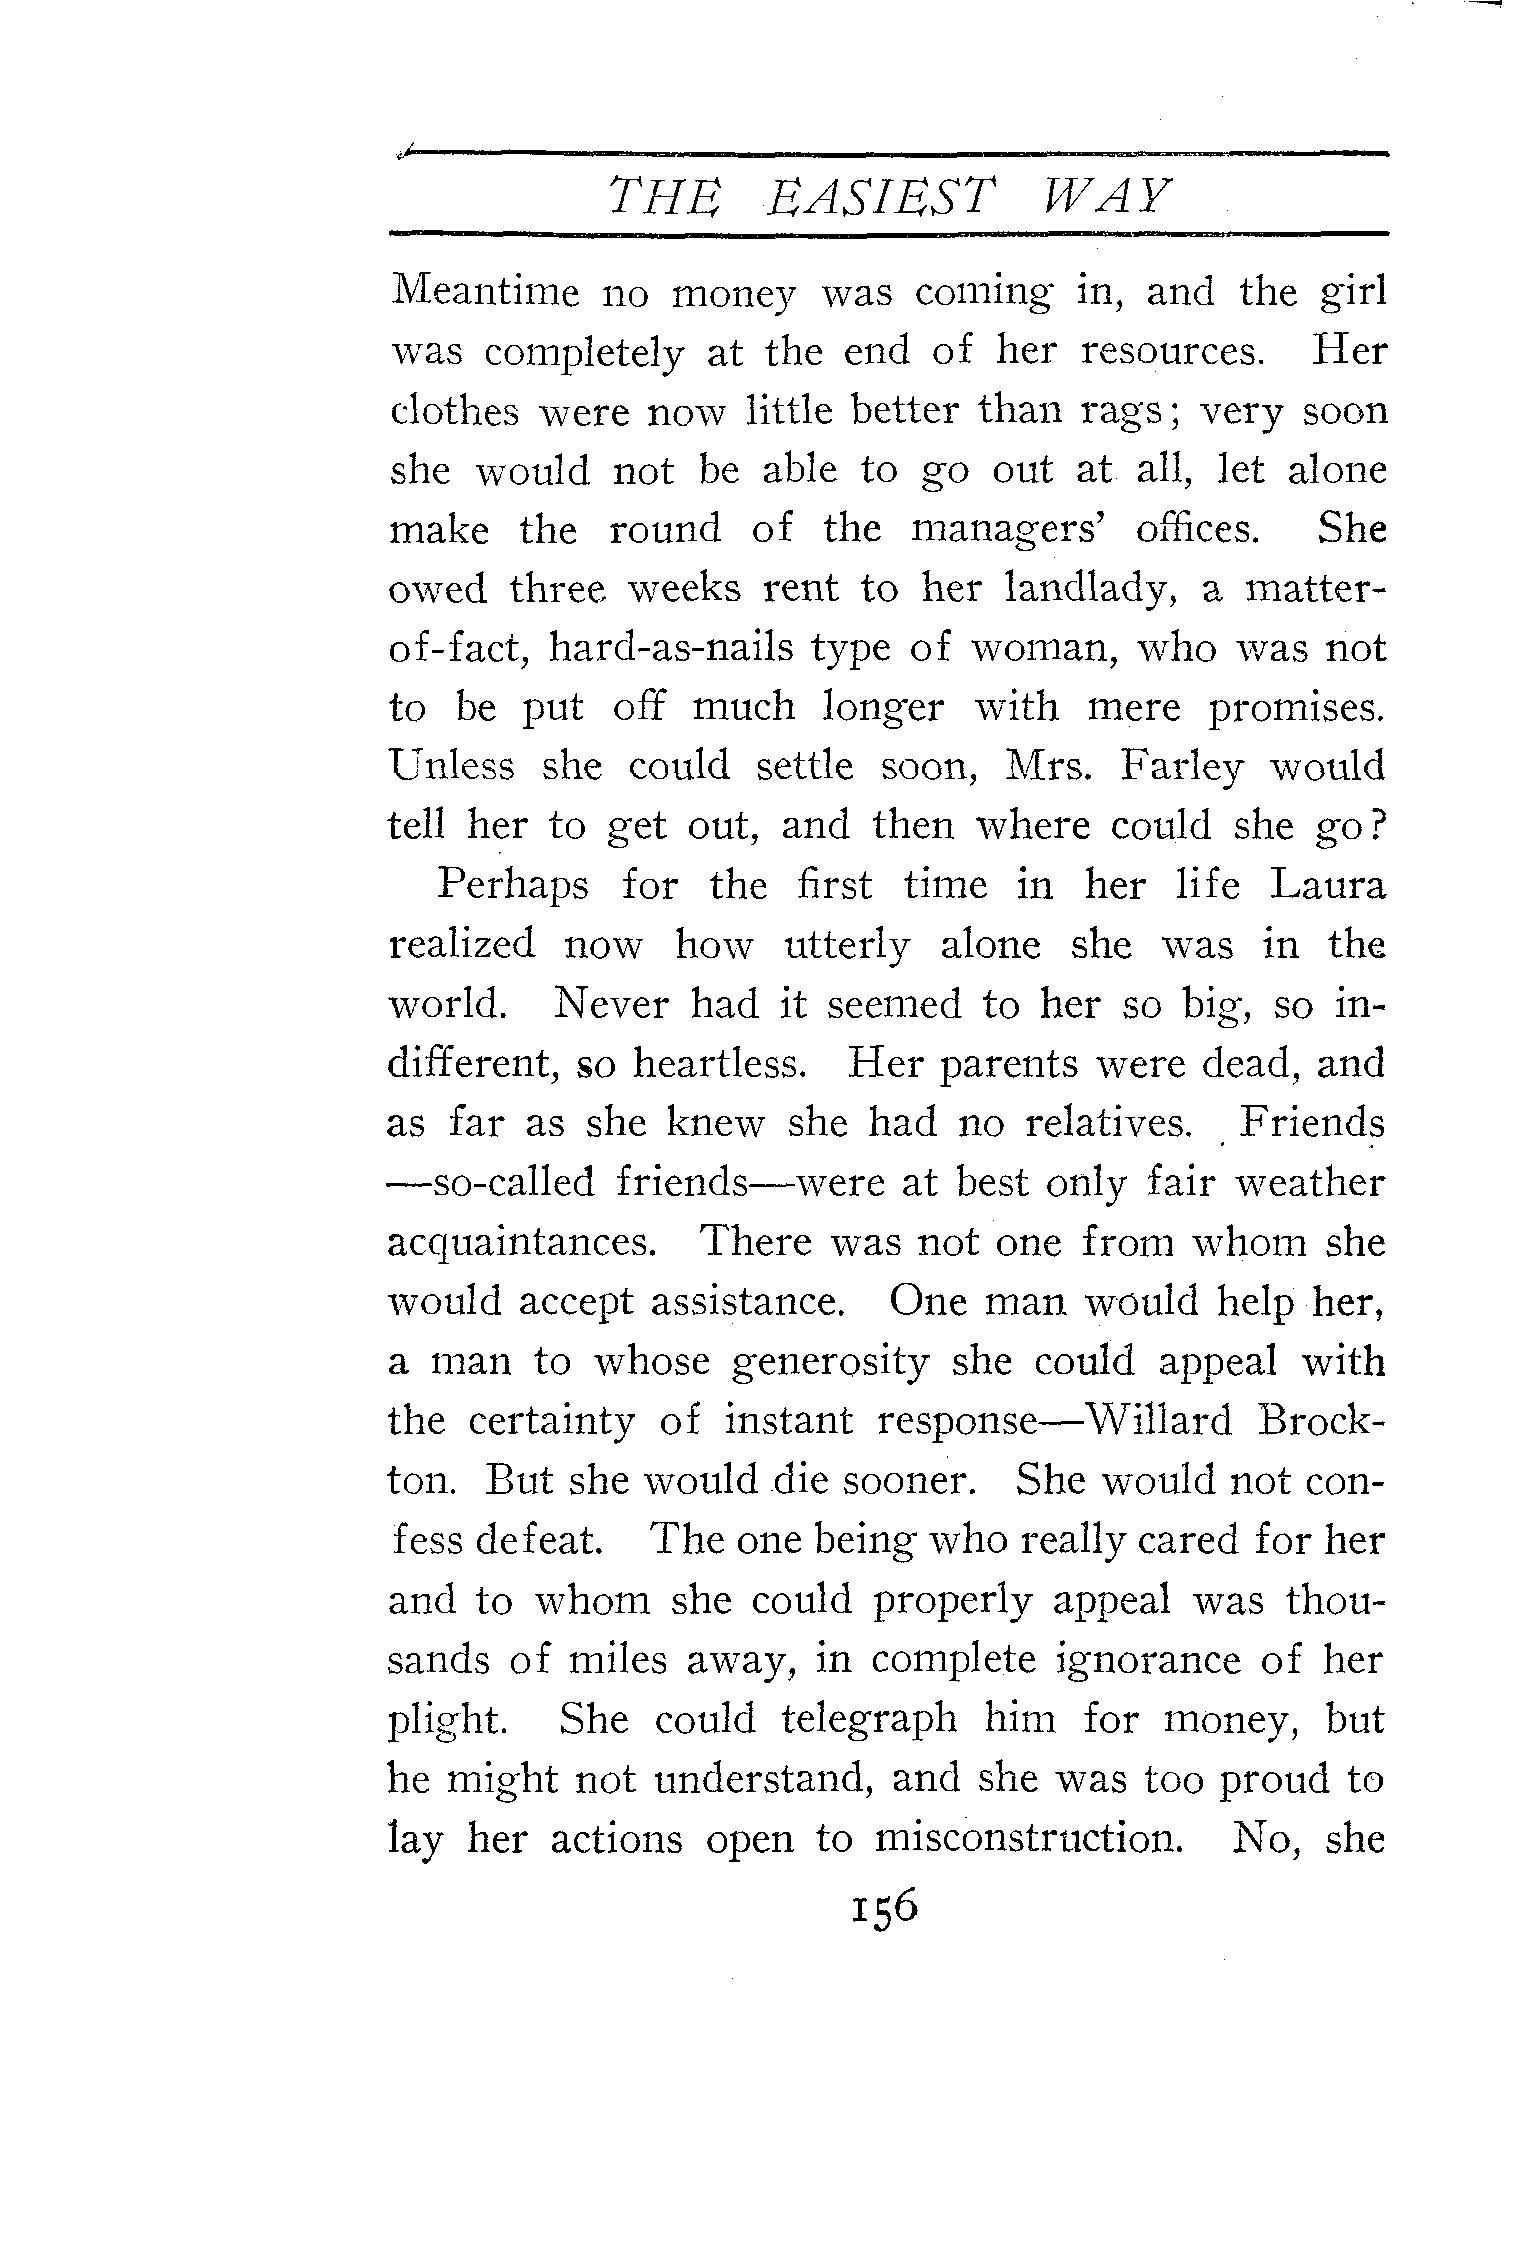 THE EASIEST WAY
Meantime no money was coming in, and the girl
was completely at the end of her resources. Her
clothes were now little better than rags; very soon
she would not be able to go out at all, let alone
make the round of the managers' offices. She
owed three weeks rent to her landlady, a matter-
of-fact, hard-as-nails type of woman, who was not
to be put off much longer with mere promises.
Unless she could settle soon, Mrs. Farley would
tell her to get out, and then where could she go?
Perhaps for the first time in her life Laura
realized now how utterly alone she was in the
world. Never had it seemed to her so big, so in-
different, so heartless. Her parents were dead, and
as far as she knew she had no relatives. Friends
—so-called friends—were at best only fair weather
acquaintances. There was not one from whom she
would accept assistance. One man would help her,
a man to whose generosity she could appeal with
the certainty of instant response—Willard Brock-
ton. But she would die sooner. She would not con-
fess defeat. The one being who really cared for her
and to whom she could properly appeal was thou-
sands of miles away, in complete ignorance of her
plight. She could telegraph him for money, but
he might not understand, and she was too proud to
lay her actions open to misconstruction. No, she
156